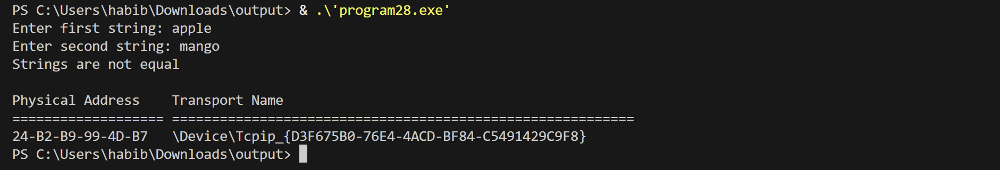 PS C:\Users\habib\Downloads\output> & .\'program28.exe'
Enter first string: apple
Enter second string: mango
Strings are not equal
Physical Address    Transport Name
=================== ==========================================================
24-B2-B9-99-4D-B7   \Device\Tcpip_{D3F675B0-76E4-4ACD-BF84-C5491429C9F8}
PS C:\Users\habib\Downloads\output>